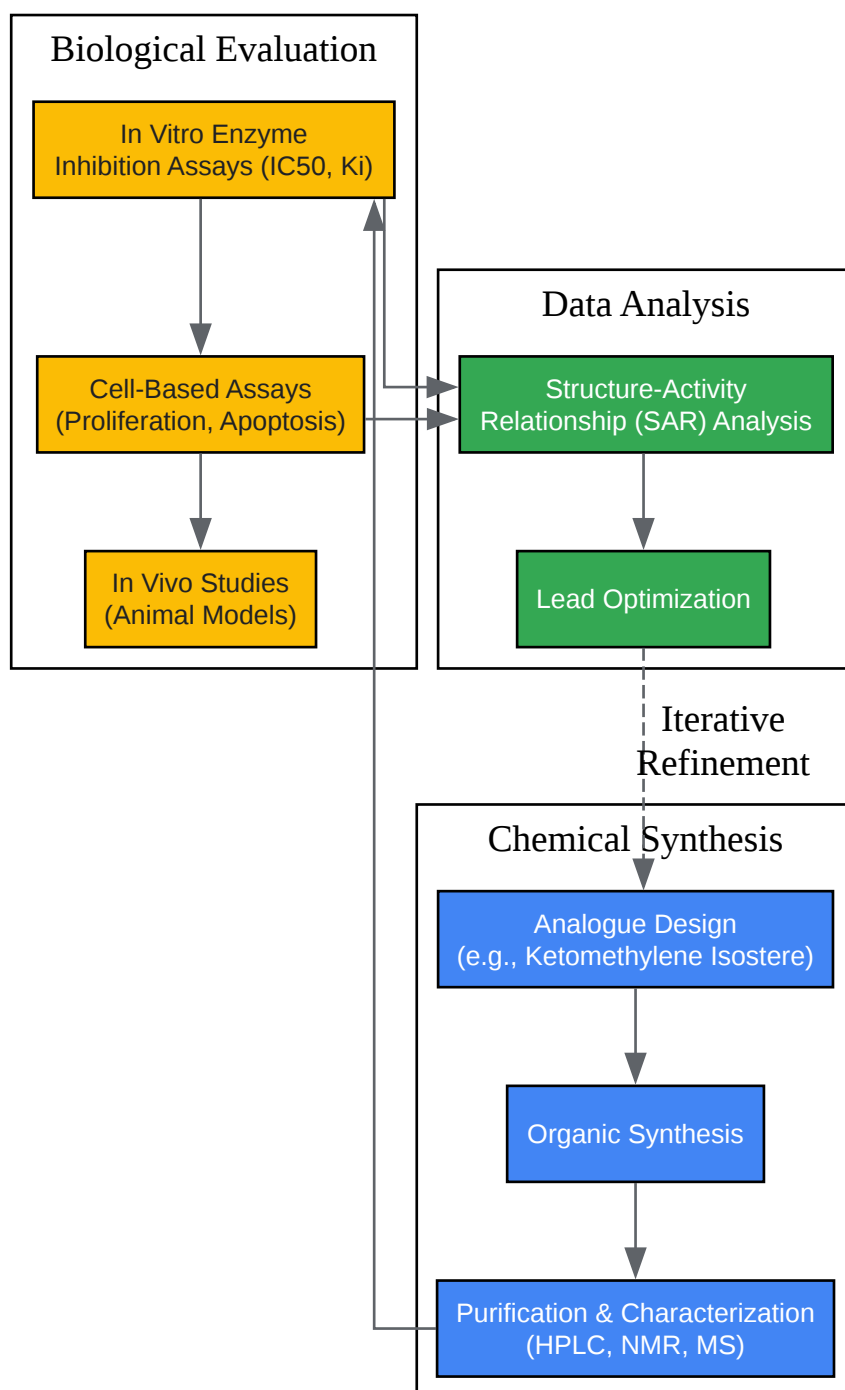 Biological Evaluation
In Vitro Enzyme
Inhibition Assays (IC50, Ki)
Cell-Based Assays
(Proliferation, Apoptosis)
In Vivo Studies
(Animal Models)
Data Analysis
Structure-Activity
Relationship (SAR) Analysis
Lead Optimization
Iterative
Refinement
Chemical Synthesis
Analogue Design
(e.g., Ketomethylene Isostere)
Organic Synthesis
Purification & Characterization
(HPLC, NMR, MS)